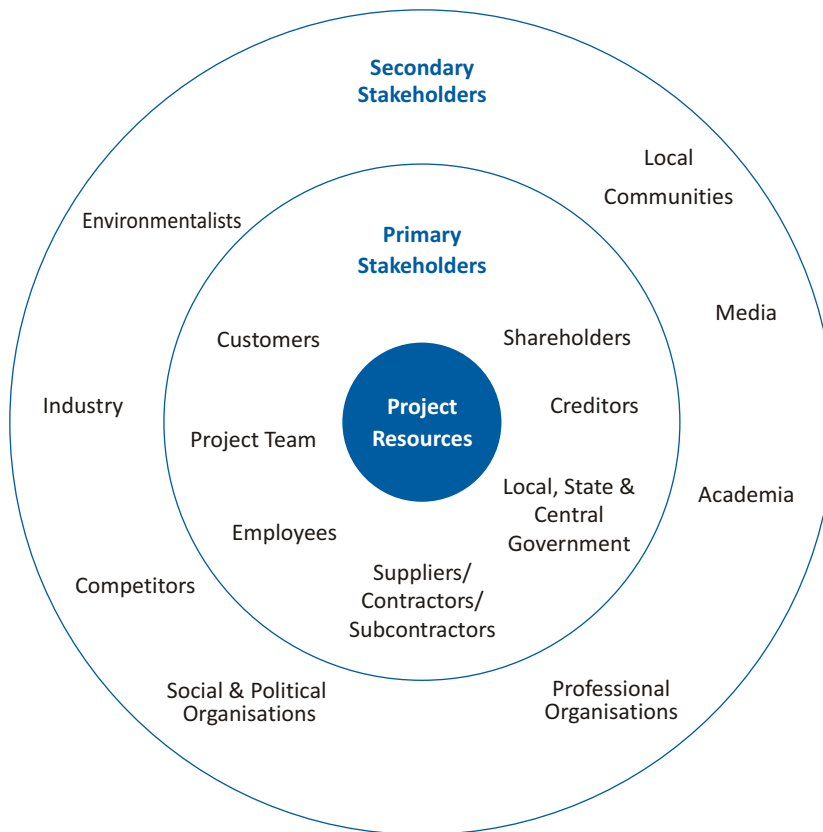 Secondary
Stakeholders
Local
Communities
Environmentalists
Primary
Stakeholders
Media
Customers
Shareholders
Industry
Project
Resources
Creditors
Project Team
Local, State &
Central
Government
Academia
Employees
Suppliers/
Contractors/
Subcontractors
Competitors
Social & Political
Organisations
Professional
Organisations